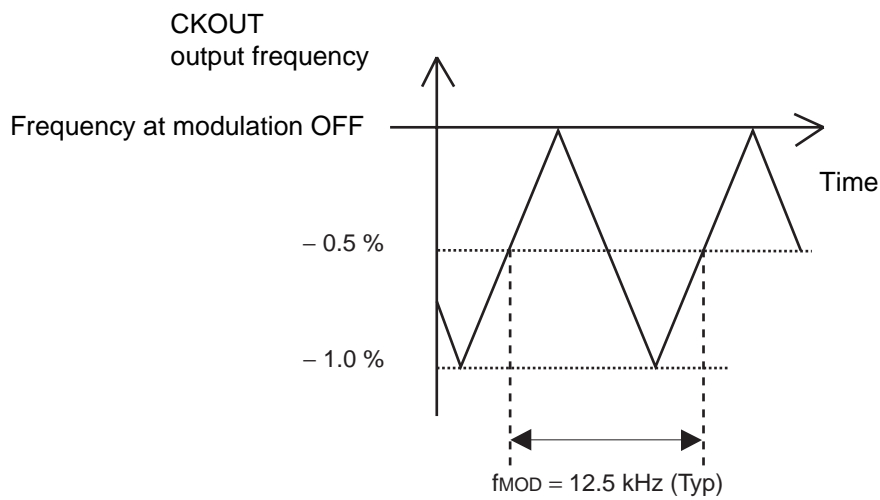 CKOUT
output frequency
Frequency at modulation OFF
Time
– 0.5 %
– 1.0 %
fMOD = 12.5 kHz (Typ)